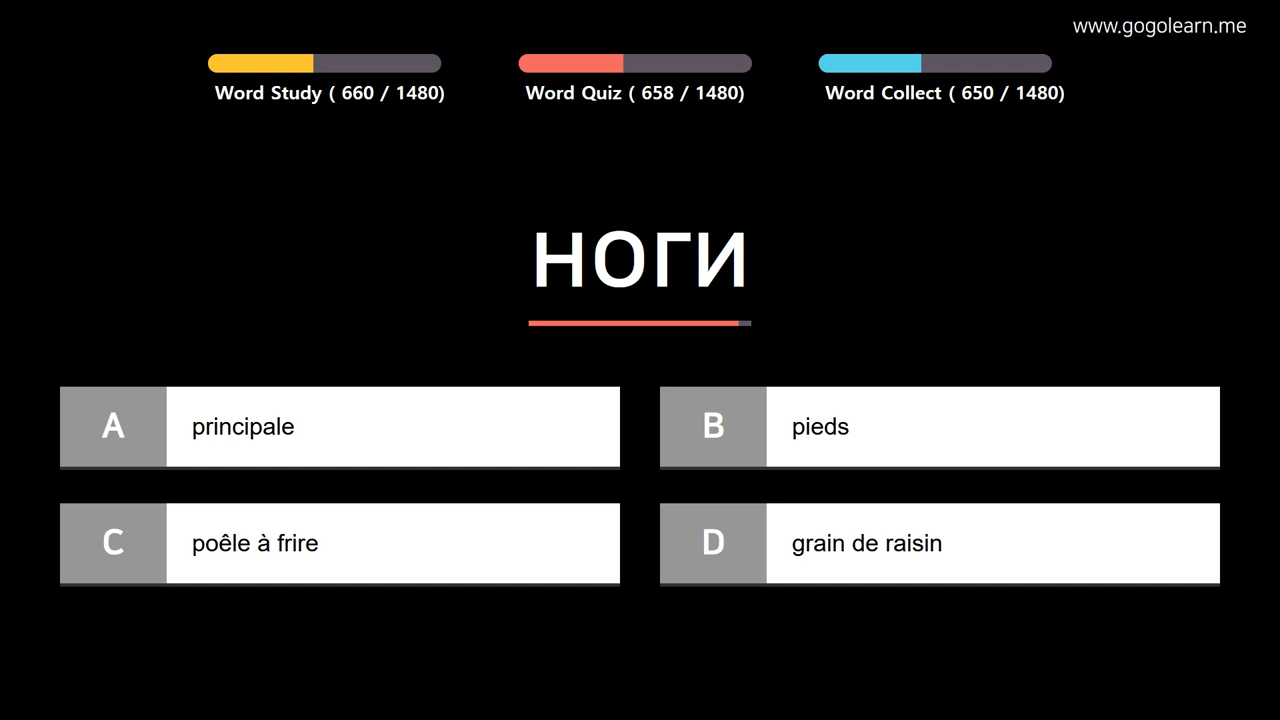 www.gogolearn.me
Word Study ( 660 / 1480)
Word Quiz ( 658 / 1480)
Word Collect ( 650 / 1480)
НОГИ
A principale
B pieds
C poêle à frire
D grain de raisin